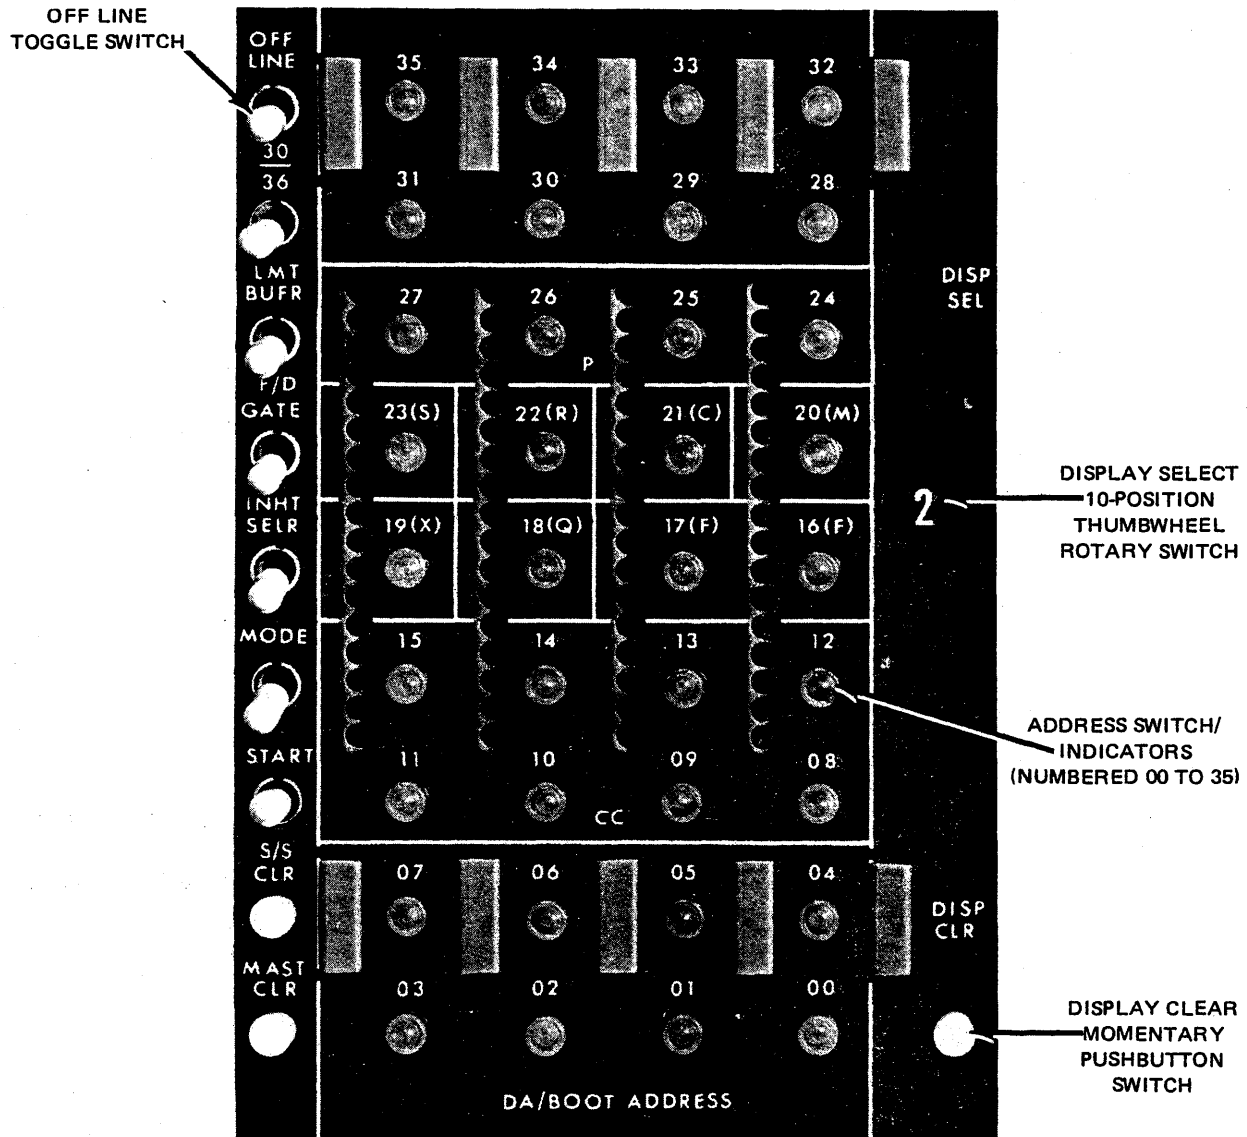 OFF LINE
TOGGLE SWITCH
OFF
LINE
35 34 33 32
30
36
31 30 29 28
LMT
BUFR
DISP
SEL
27 26 25 24
P
F/D
GATE
23(S) 22(R) 21(C) 20(M)
2
DISPLAY SELECT
10-POSITION
THUMBWHEEL
ROTARY SWITCH
INHT
SELR
19(X) 18(Q) 17(F) 16(F)
MODE
15 14 13 12
ADDRESS SWITCH/
INDICATORS
(NUMBERED 00 TO 35)
START
11 10 09 08
CC
S/S
CLR
07 06 05 04
DISP
CLR
MAST
CLR
03 02 01 00
DISPLAY CLEAR
MOMENTARY
PUSHBUTTON
SWITCH
DA/BOOT ADDRESS